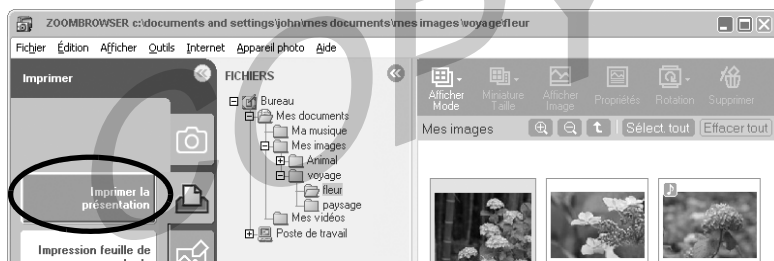 ZOOMBROWSER c:\documents and settings\john\mes documents\mes images\voyage\fleur
Fichier Édition Afficher Outils Internet Appareil photo Aide
Imprimer
Imprimer la
présentation
Impression feuille de
FICHIERS
Bureau
Mes documents
Ma musique
Mes images
Animal
voyage
fleur
paysage
Mes vidéos
Poste de travail
Afficher
Mode
Miniature
Taille
Afficher
Image
Propriétés
Rotation
Supprimer
Mes images
Sélect. tout
Effacer tout
COPY